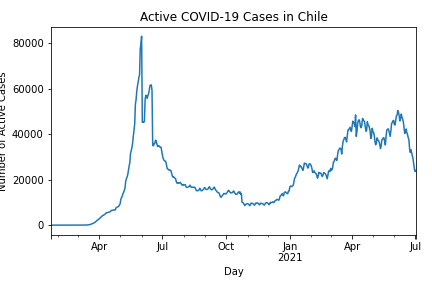 Active COVID-19 Cases in Chile
Number of Active Cases
80000
60000
40000
20000
0
Apr
Jul
Oct
Jan
2021
Apr
Jul
Day